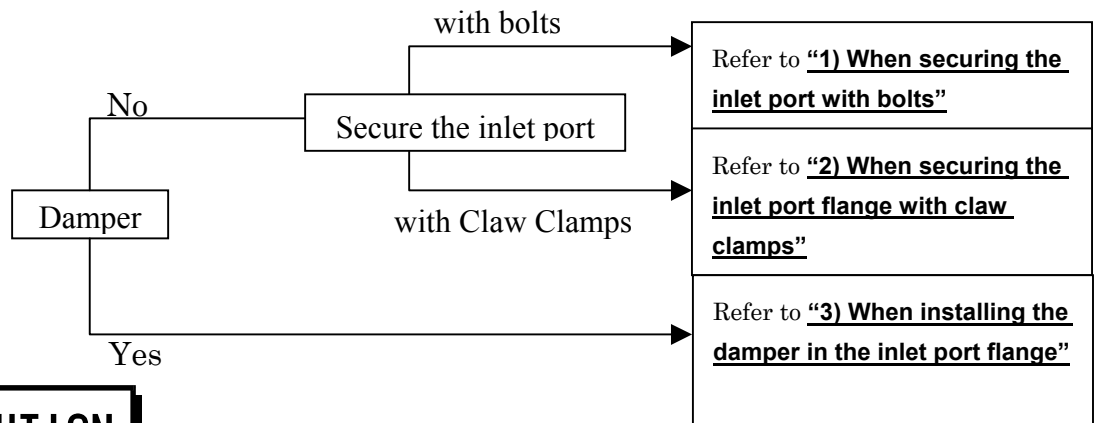 with bolts
Refer to “1) When securing the
inlet port with bolts”
No
Secure the inlet port
Refer to “2) When securing the
inlet port flange with claw
clamps”
Damper
with Claw Clamps
Refer to “3) When installing the
damper in the inlet port flange”
Yes